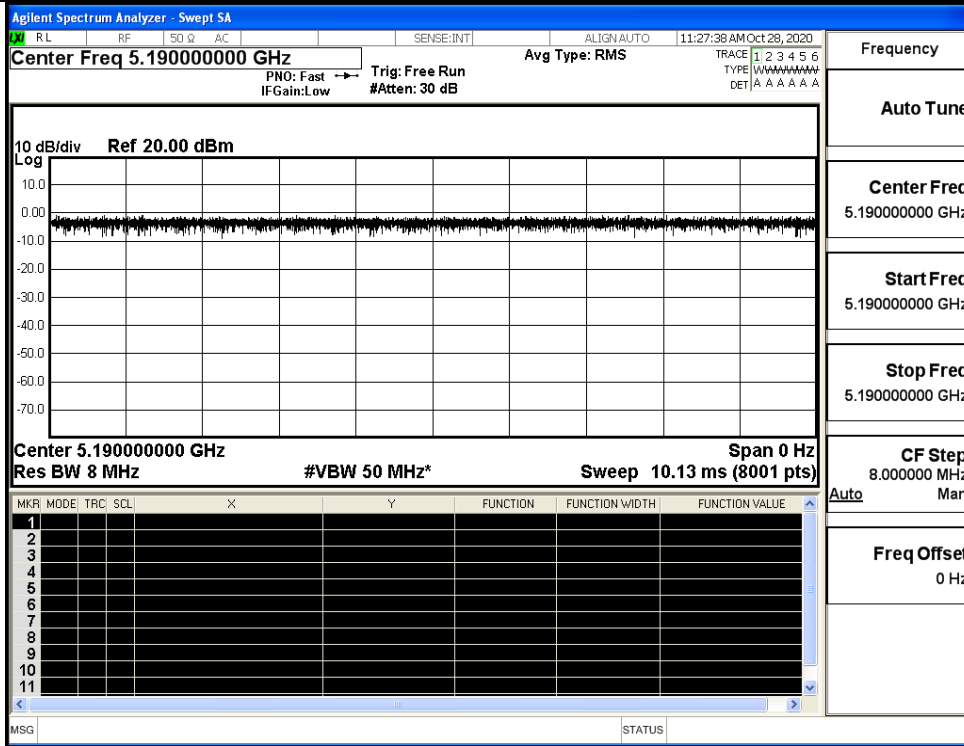 Agilent Spectrum Analyzer - Swept SA
LXI RL RF 50 Ω AC SENSE:INT ALIGN AUTO 11:27:38 AM Oct 28, 2020
Center Freq 5.190000000 GHz
PNO: Fast
IFGain:Low
Trig: Free Run
#Atten: 30 dB
Avg Type: RMS
TRACE 1 2 3 4 5 6
TYPE WWWWWW
DET A A A A A A
10 dB/div Ref 20.00 dBm
Log
10.0
0.00
-10.0
-20.0
-30.0
-40.0
-50.0
-60.0
-70.0
Center 5.190000000 GHz Span 0 Hz
Res BW 8 MHz #VBW 50 MHz* Sweep 10.13 ms (8001 pts)
MKR MODE TRC SCL X Y FUNCTION FUNCTION WIDTH FUNCTION VALUE
1
2
3
4
5
6
7
8
9
10
11
MSG STATUS
Frequency
Auto Tune
Center Freq
5.190000000 GHz
Start Freq
5.190000000 GHz
Stop Freq
5.190000000 GHz
CF Step
8.000000 MHz
Auto Man
Freq Offset
0 Hz